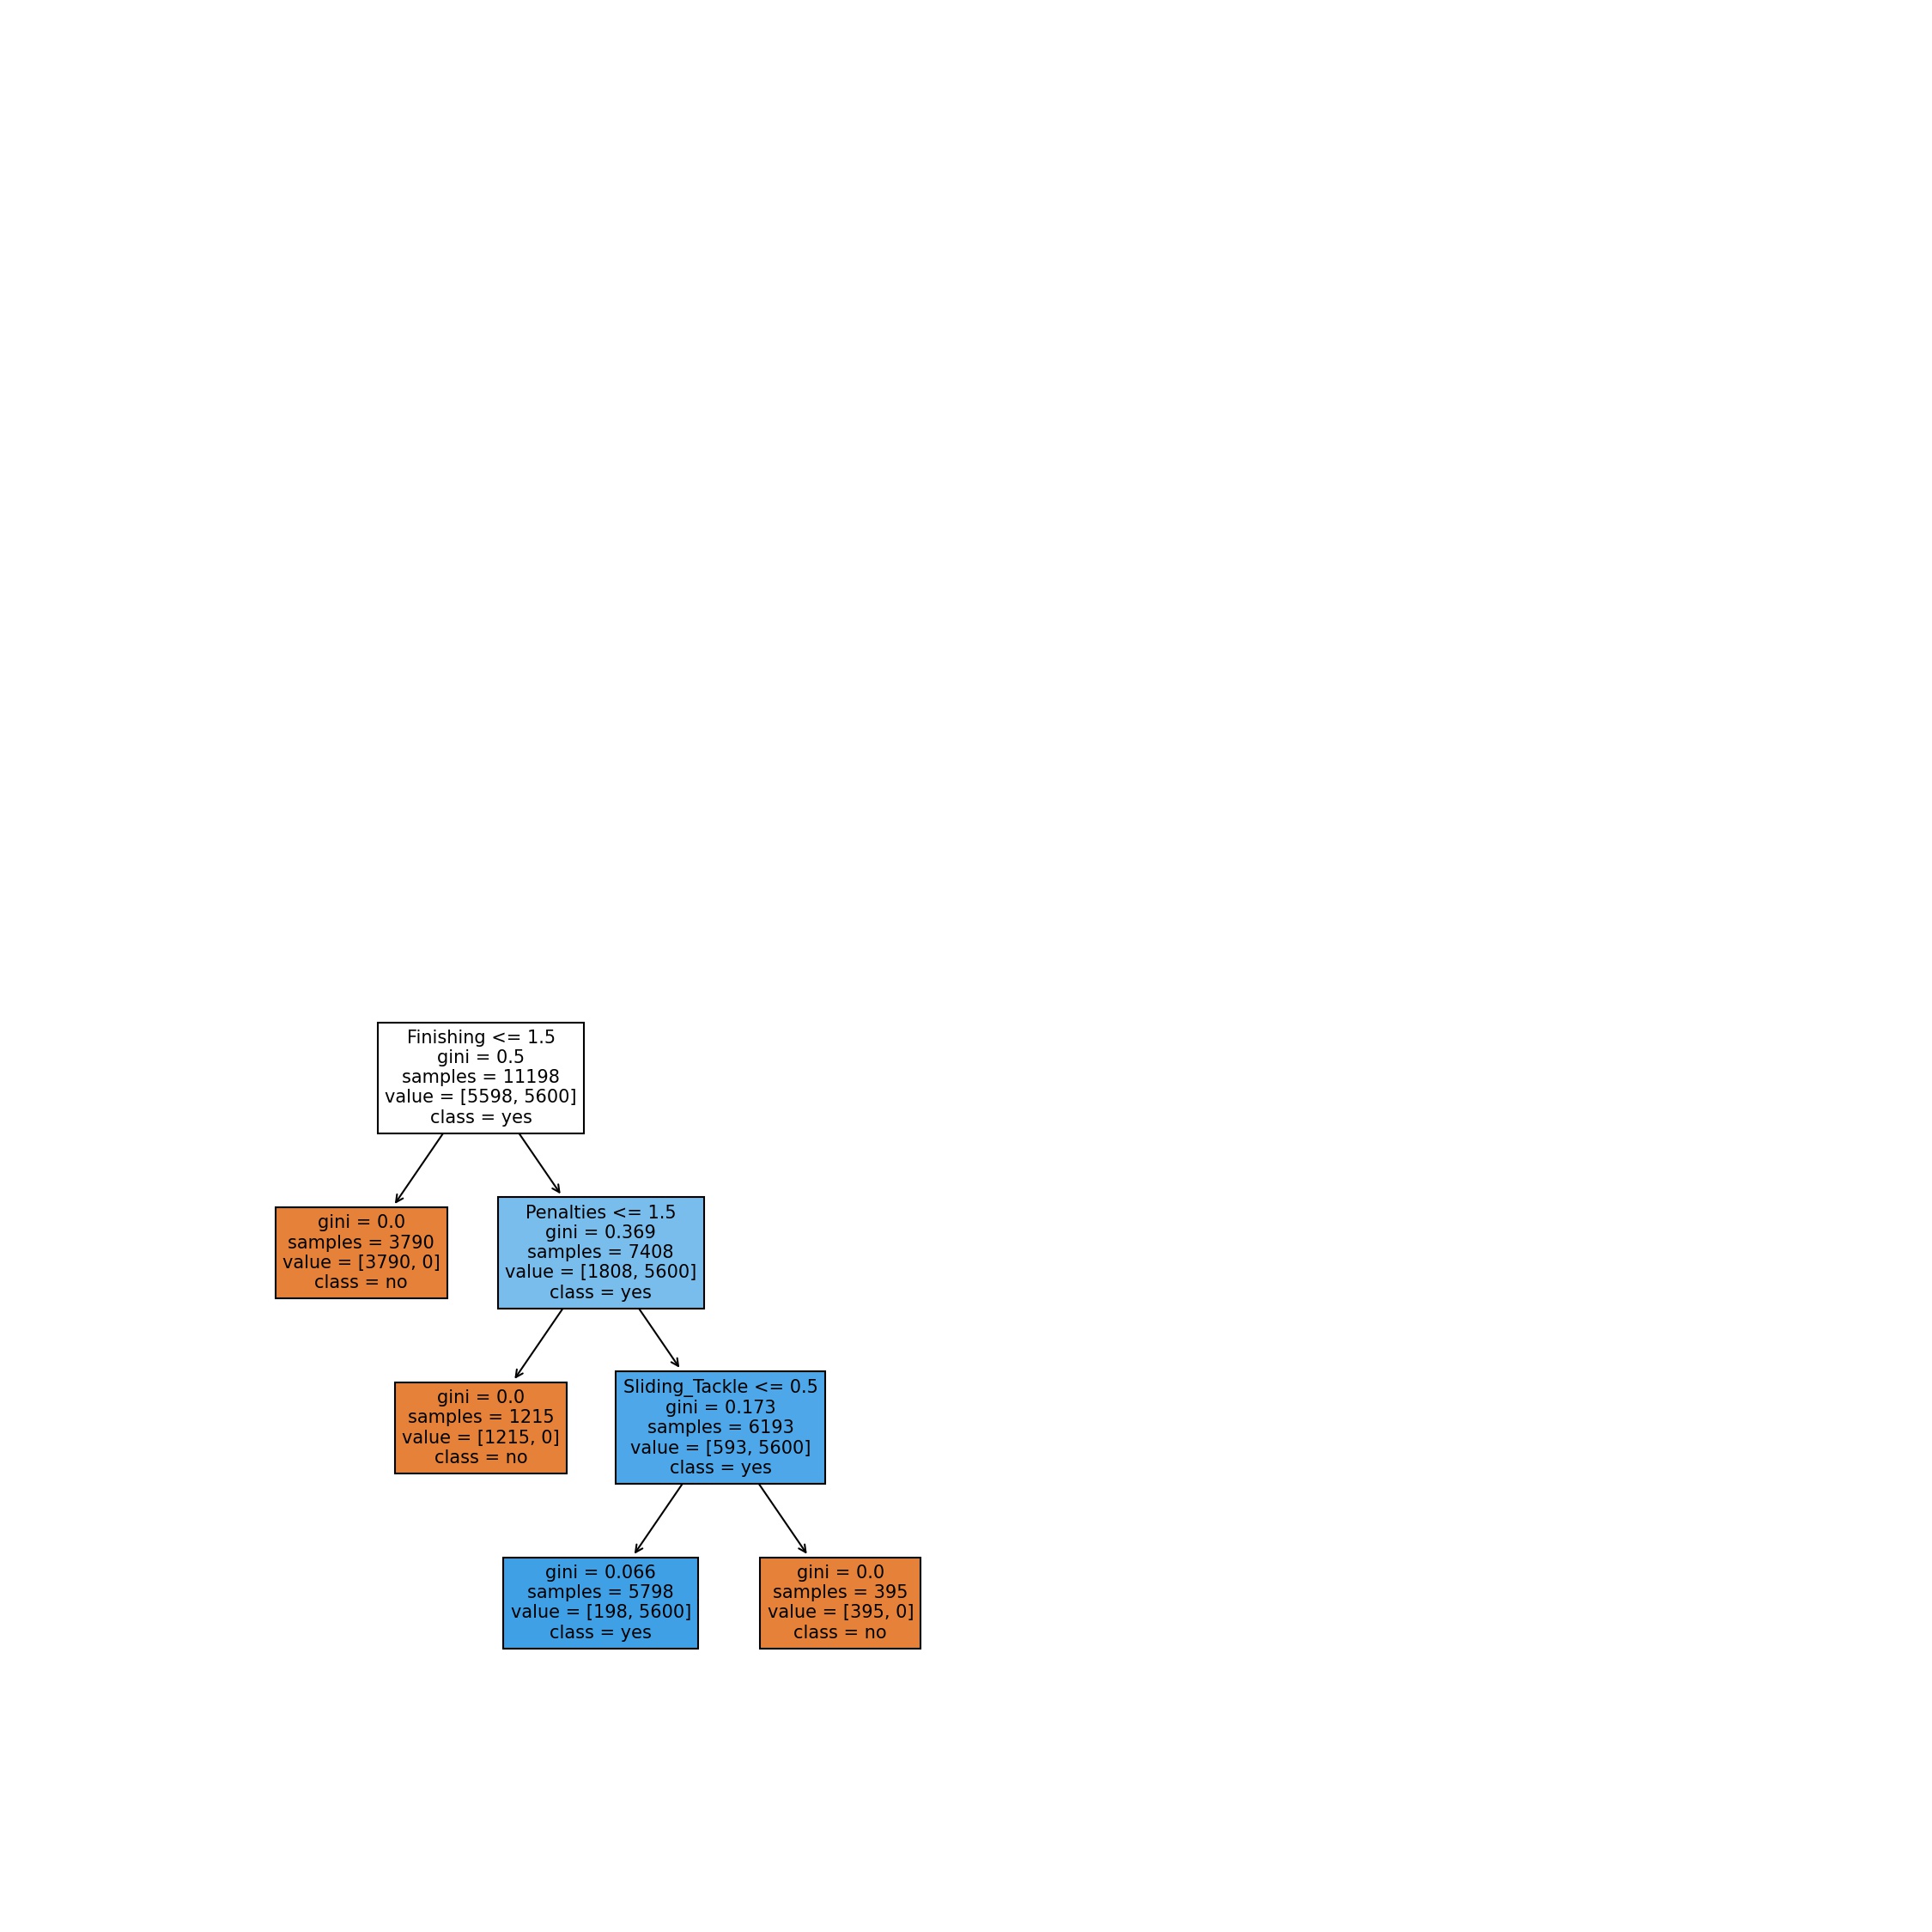 Finishing <= 1.5
gini = 0.5
samples = 11198
value = [5598, 5600]
class = yes
gini = 0.0
samples = 3790
value = [3790, 0]
class = no
Penalties <= 1.5
gini = 0.369
samples = 7408
value = [1808, 5600]
class = yes
gini = 0.0
samples = 1215
value = [1215, 0]
class = no
Sliding_Tackle <= 0.5
gini = 0.173
samples = 6193
value = [593, 5600]
class = yes
gini = 0.066
samples = 5798
value = [198, 5600]
class = yes
gini = 0.0
samples = 395
value = [395, 0]
class = no